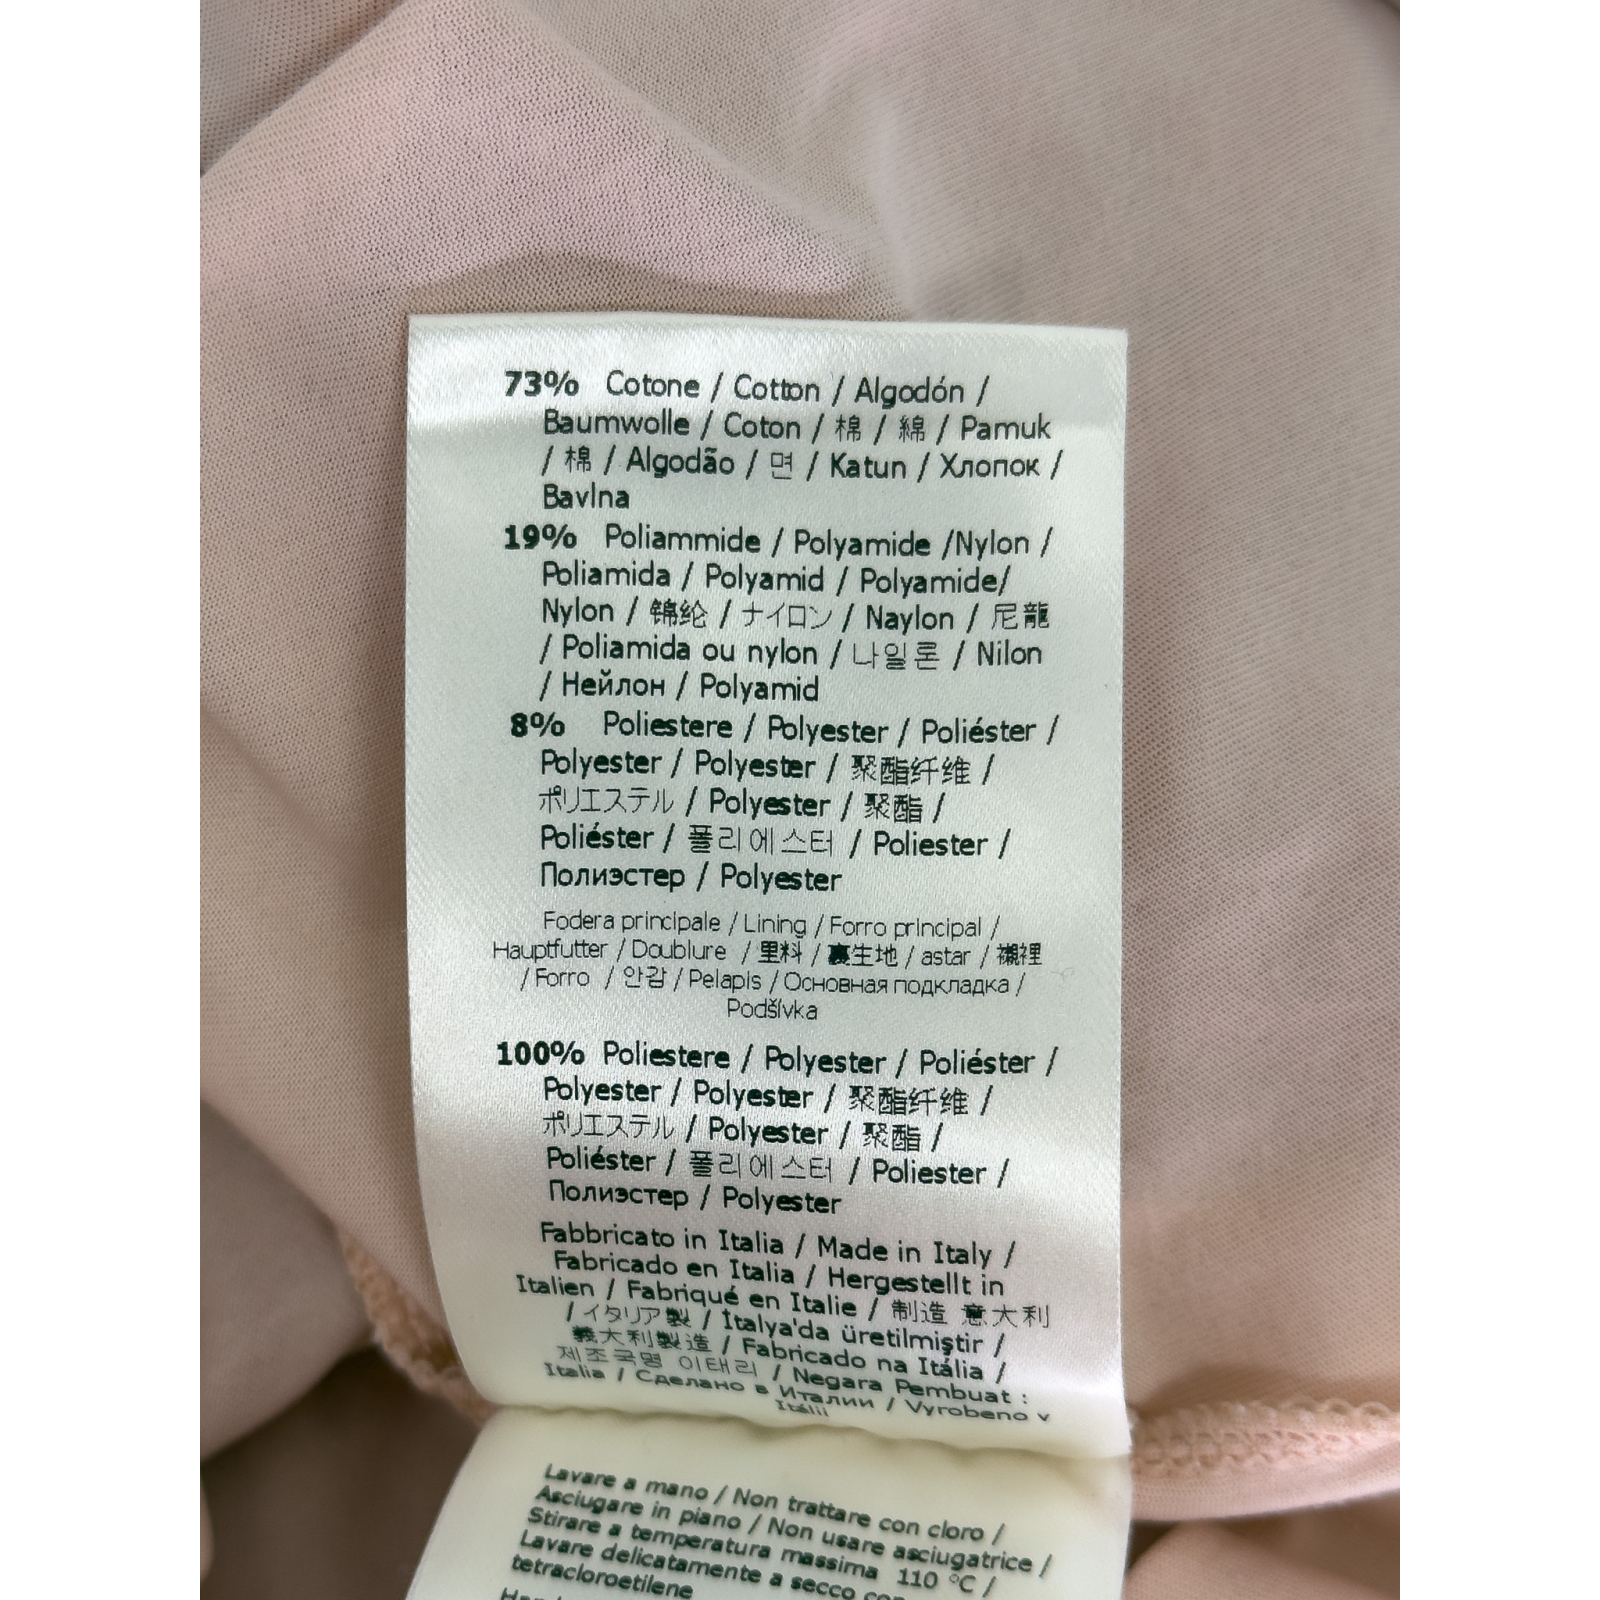 73% Cotone / Cotton / Algodón /
Baumwolle / Coton / 棉 / 綿 / Pamuk
/ 棉 / Algodão / 면 / Katun / Хлопок /
Bavlna
19% Poliammide / Polyamide /Nylon /
Poliamida / Polyamid / Polyamide/
Nylon / 锦纶 / ナイロン / Naylon / 尼龍
/ Poliamida ou nylon / 나일론 / Nilon
/ Нейлон / Polyamid
8% Poliestere / Polyester / Poliéster /
Polyester / Polyester / 聚酯纤维 /
ポリエステル / Polyester / 聚酯 /
Poliéster / 폴리에스터 / Poliester /
Полиэстер / Polyester
Fodera principale / Lining / Forro principal /
Hauptfutter / Doublure / 里料 / 裏生地 / astar / 襯裡
/ Forro / 안감 / Pelapis / Основная подкладка /
Podšívka
100% Poliestere / Polyester / Poliéster /
Polyester / Polyester / 聚酯纤维 /
ポリエステル / Polyester / 聚酯 /
Poliéster / 폴리에스터 / Poliester /
Полиэстер / Polyester
Fabbricato in Italia / Made in Italy /
Fabricado en Italia / Hergestellt in
Italien / Fabriqué en Italie / 制造 意大利
/ イタリア製 / İtalya'da üretilmiştir /
義大利製造 / Fabricado na Itália /
제조국명 이태리 / Negara Pembuat :
Italia / Сделано в Италии / Vyrobeno v
Itálii
Lavare a mano / Non trattare con cloro /
Asciugare in piano / Non usare asciugatrice /
Stirare a temperatura massima 110 °C /
Lavare delicatamente a secco con
tetracloroetilene